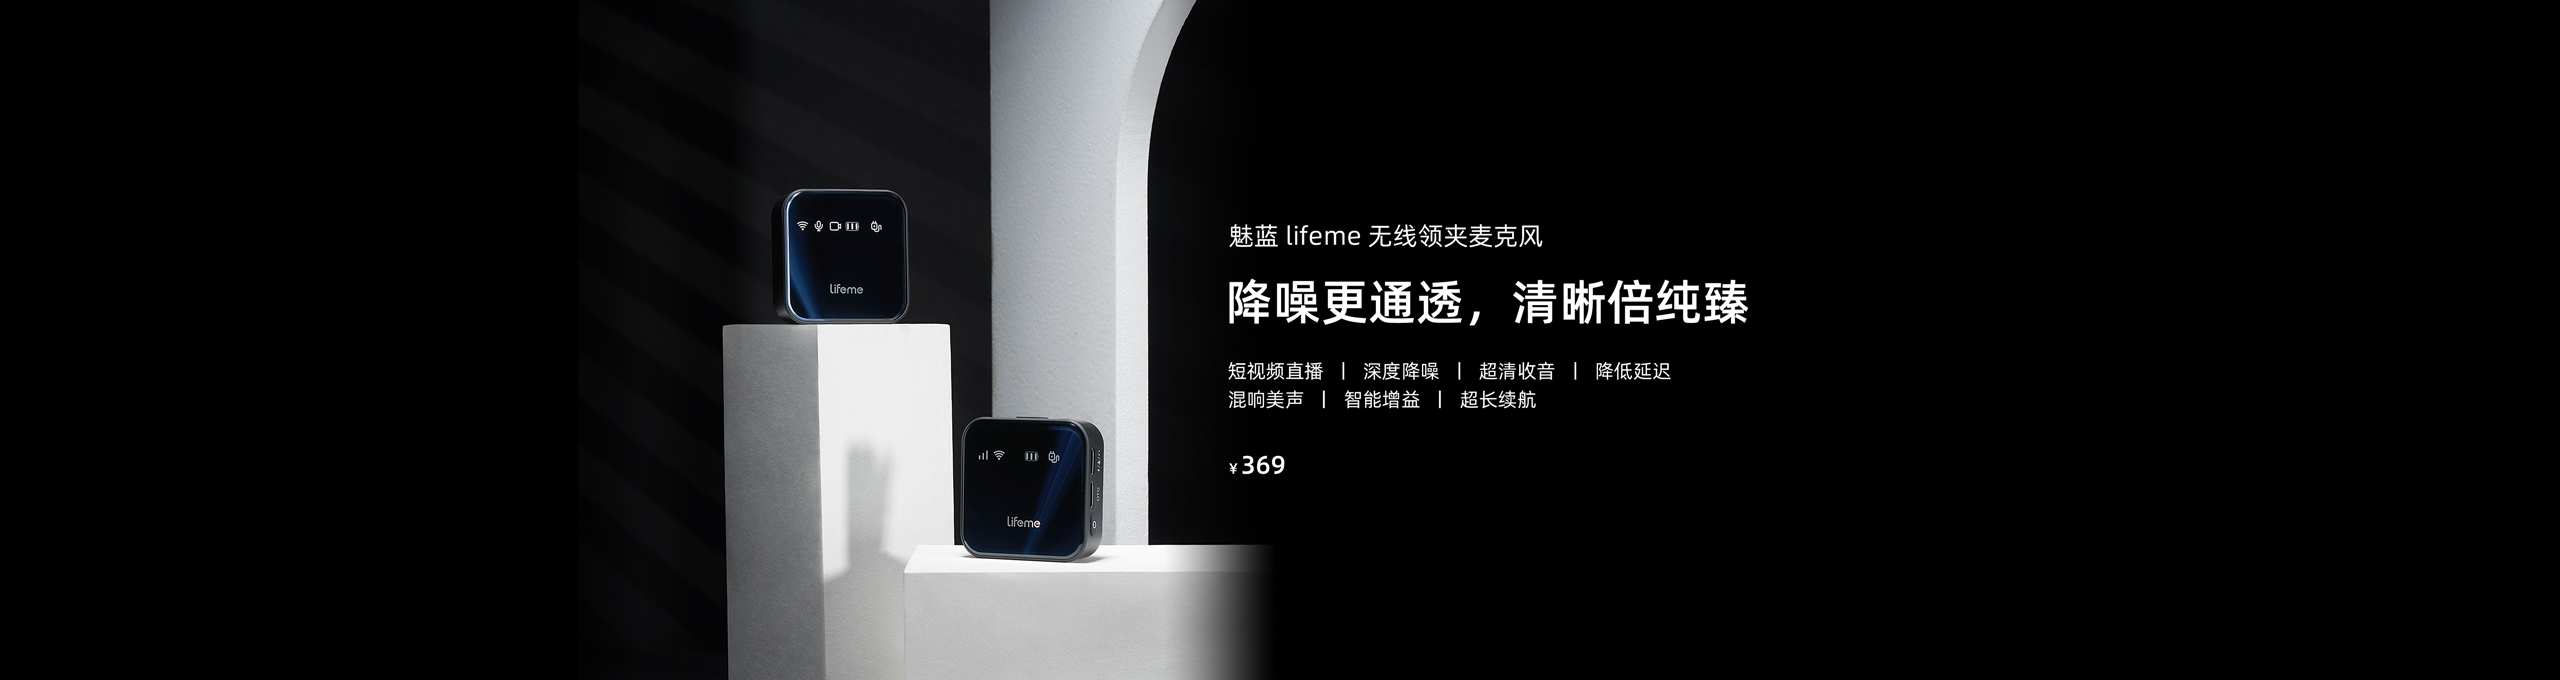 lifeme
lifeme
魅蓝 lifeme 无线领夹麦克风
降噪更通透，清晰倍纯臻
短视频直播 | 深度降噪 | 超清收音 | 降低延迟
混响美声 | 智能增益 | 超长续航
¥369